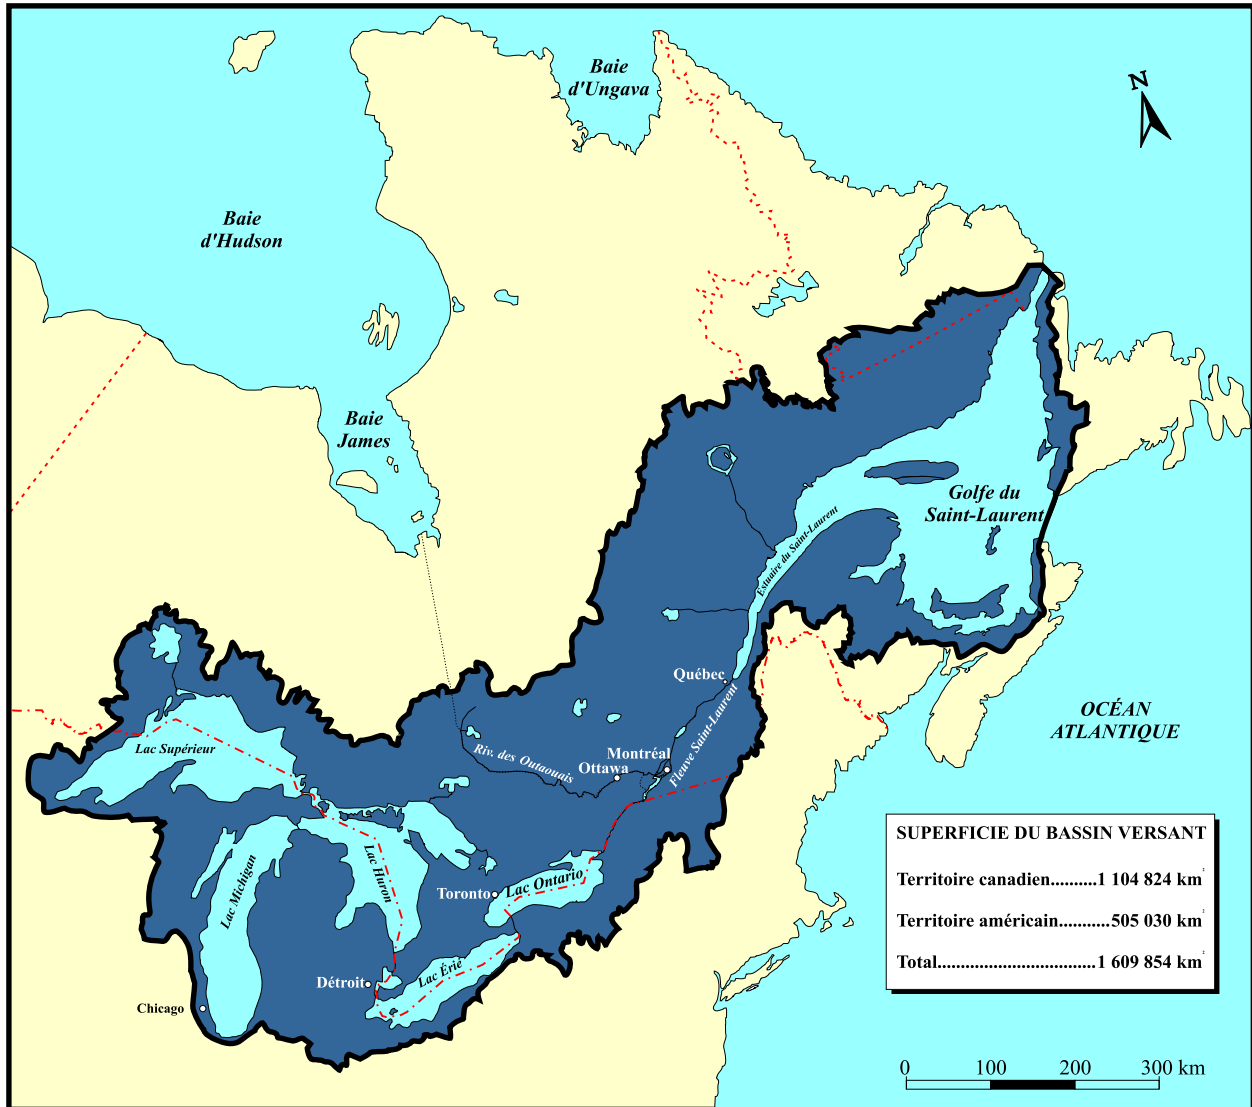 Baie
d'Ungava
N
Baie
d'Hudson
Baie
James
Golfe du
Saint-Laurent
Estuaire du Saint-Laurent
Québec
Fleuve Saint-Laurent
OCÉAN
ATLANTIQUE
Lac Supérieur
Riv. des Outaouais
Montréal
Ottawa
Lac Michigan
Lac Huron
Toronto
Lac Ontario
Détroit
Lac Érié
Chicago
SUPERFICIE DU BASSIN VERSANT
Territoire canadien..........1 104 824 km²
Territoire américain...........505 030 km²
Total..................................1 609 854 km²
0 100 200 300 km